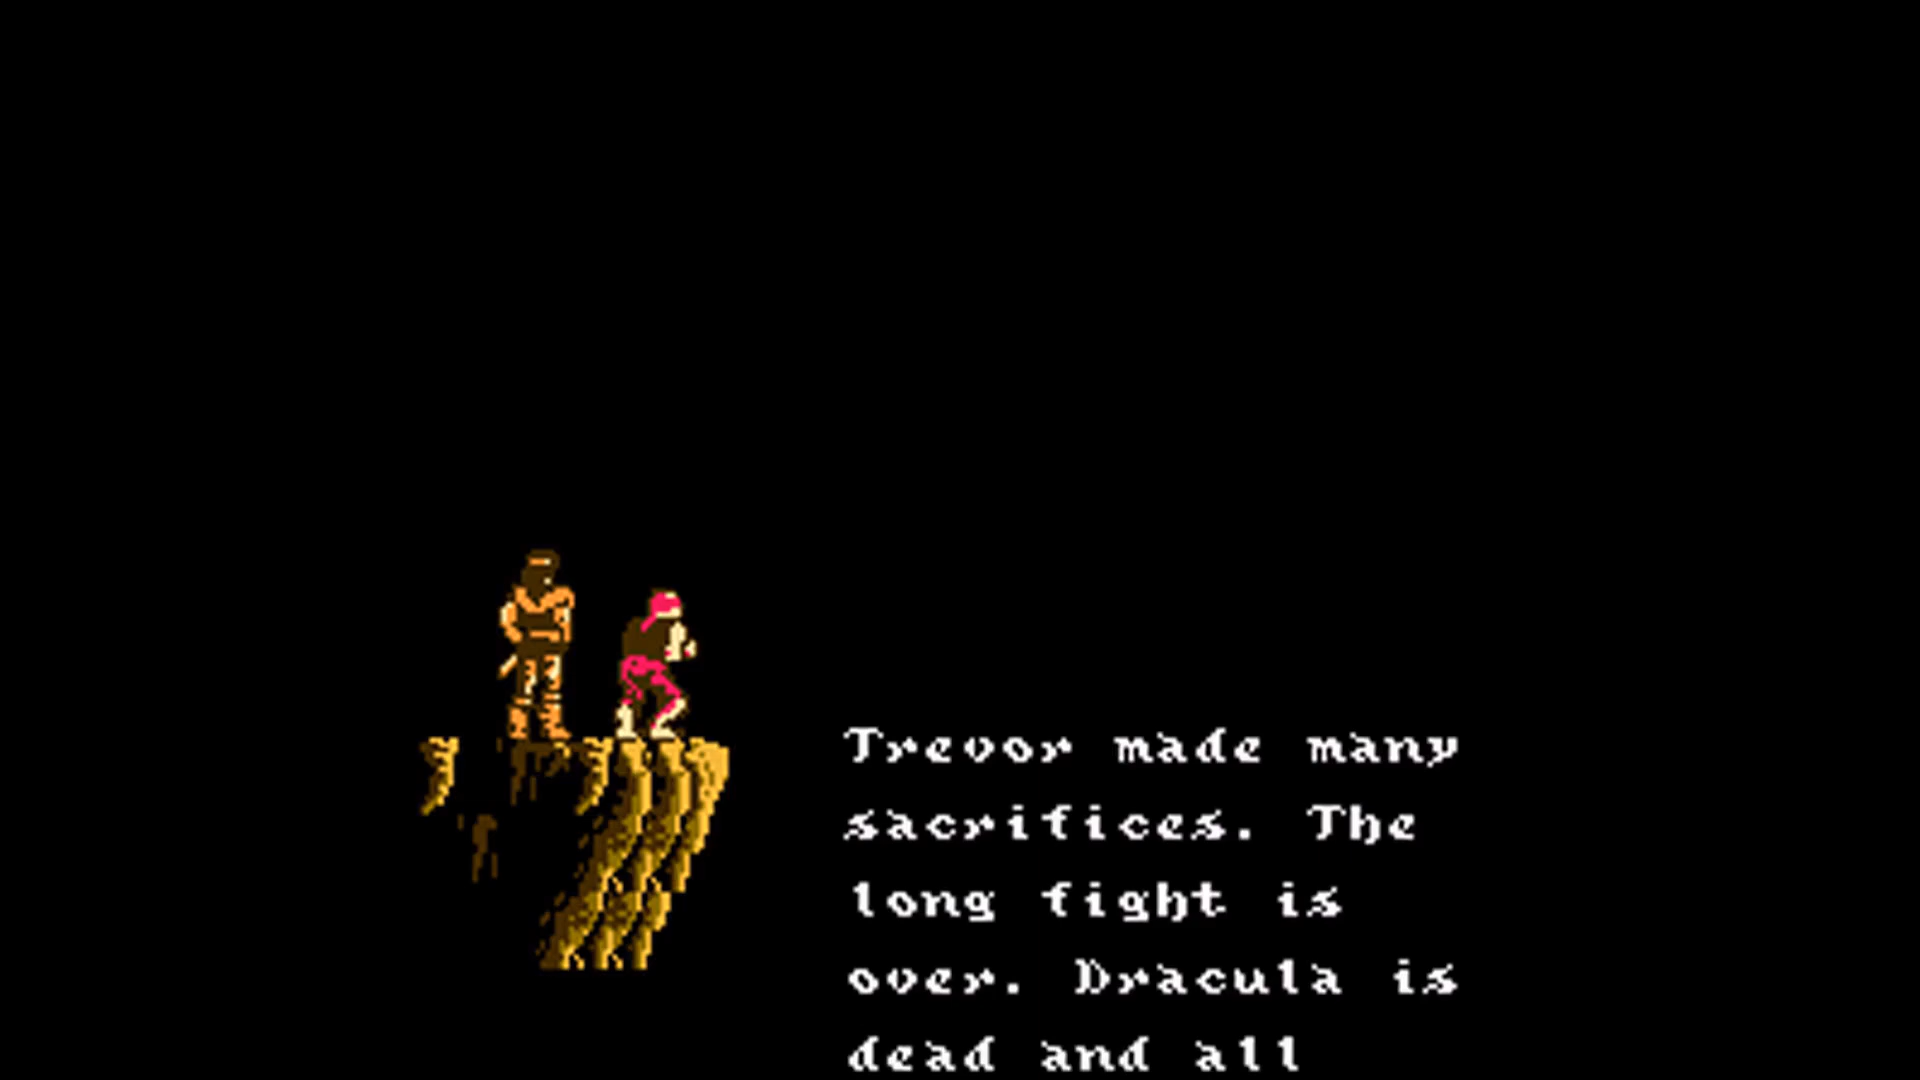 Trevor made many
sacrifices. The
long fight is
over. Dracula is
dead and all